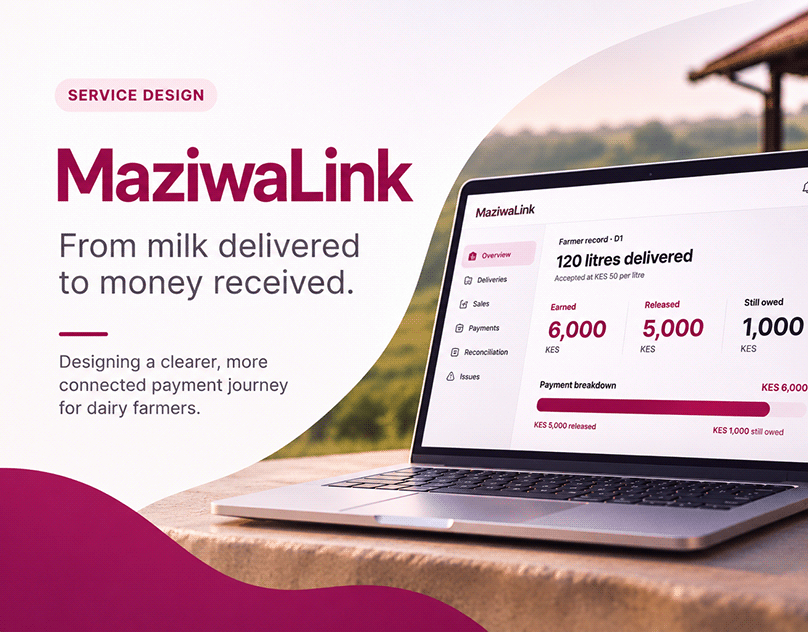 SERVICE DESIGN
MaziwaLink
From milk delivered
to money received.
Designing a clearer, more
connected payment journey
for dairy farmers.
MaziwaLink
Overview
Deliveries
Sales
Payments
Reconciliation
Issues
Farmer record · D1
120 litres delivered
Accepted at KES 50 per litre
Earned
6,000
KES
Released
5,000
KES
Still owed
1,000
KES
Payment breakdown
KES 6,000
KES 5,000 released
KES 1,000 still owed